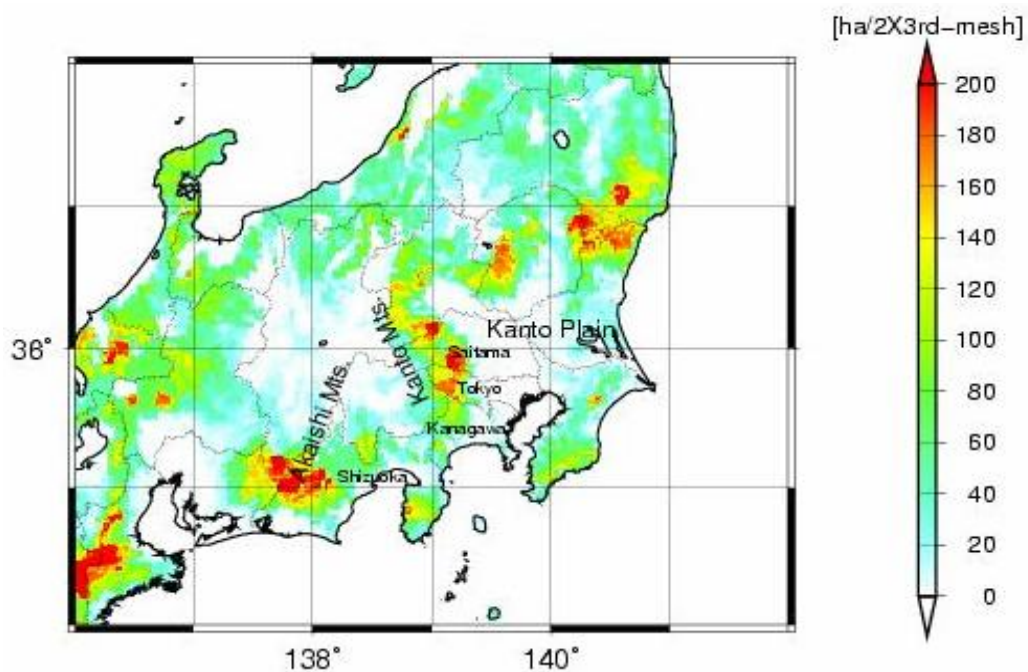 [ha/2X3rd-mesh]
200
180
160
140
120
100
80
60
40
20
0
Kanto Plain
36°
Kanto Mts.
Saitama
Tokyo
Akaishi Mts.
Kanagawa
Shizuoka
138°
140°